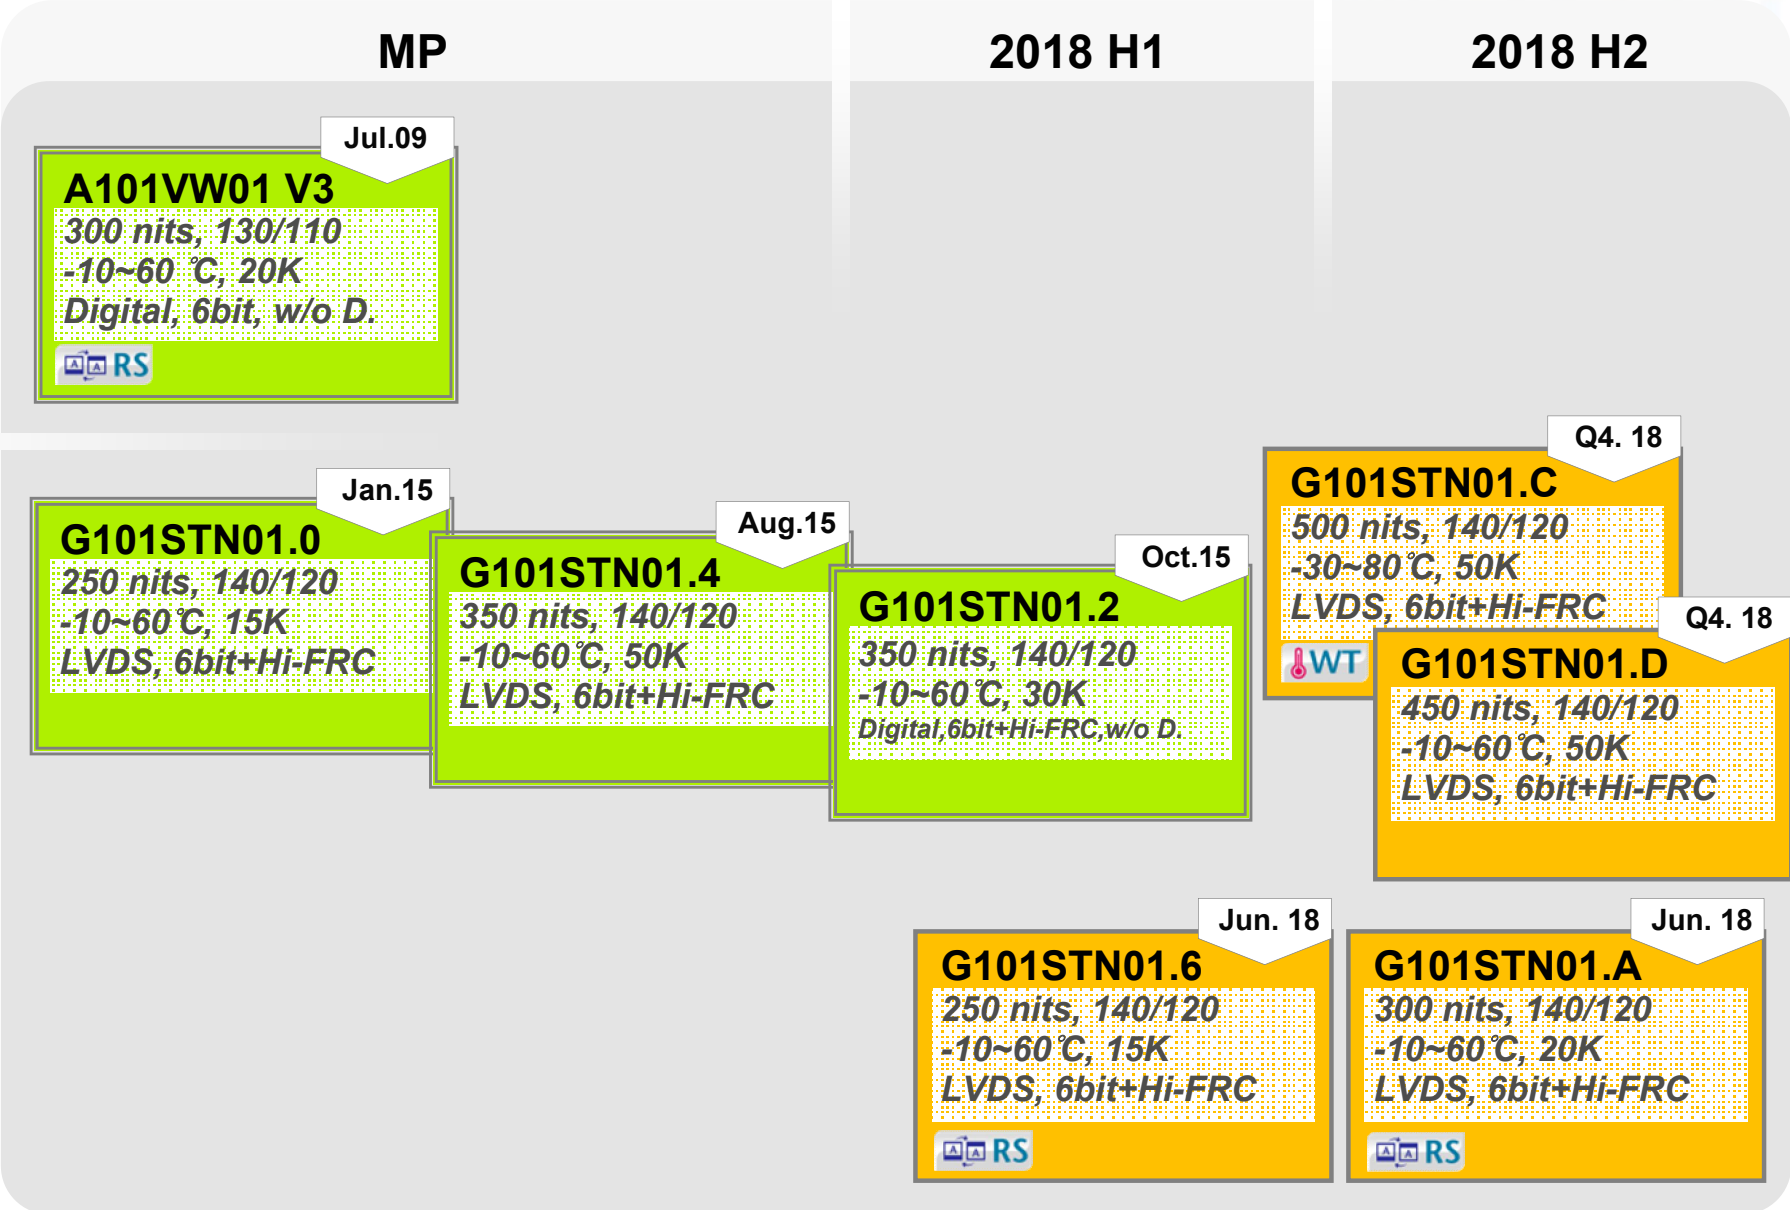 MP
2018 H1
2018 H2
Jul.09
A101VW01 V3
300 nits, 130/110
-10~60 ℃, 20K
Digital, 6bit, w/o D.
A A RS
Jan.15
G101STN01.0
250 nits, 140/120
-10~60℃, 15K
LVDS, 6bit+Hi-FRC
Aug.15
G101STN01.4
350 nits, 140/120
-10~60℃, 50K
LVDS, 6bit+Hi-FRC
Oct.15
G101STN01.2
350 nits, 140/120
-10~60℃, 30K
Digital,6bit+Hi-FRC,w/o D.
Q4. 18
G101STN01.C
500 nits, 140/120
-30~80℃, 50K
LVDS, 6bit+Hi-FRC
WT
Q4. 18
G101STN01.D
450 nits, 140/120
-10~60℃, 50K
LVDS, 6bit+Hi-FRC
Jun. 18
G101STN01.6
250 nits, 140/120
-10~60℃, 15K
LVDS, 6bit+Hi-FRC
A A RS
Jun. 18
G101STN01.A
300 nits, 140/120
-10~60℃, 20K
LVDS, 6bit+Hi-FRC
A A RS